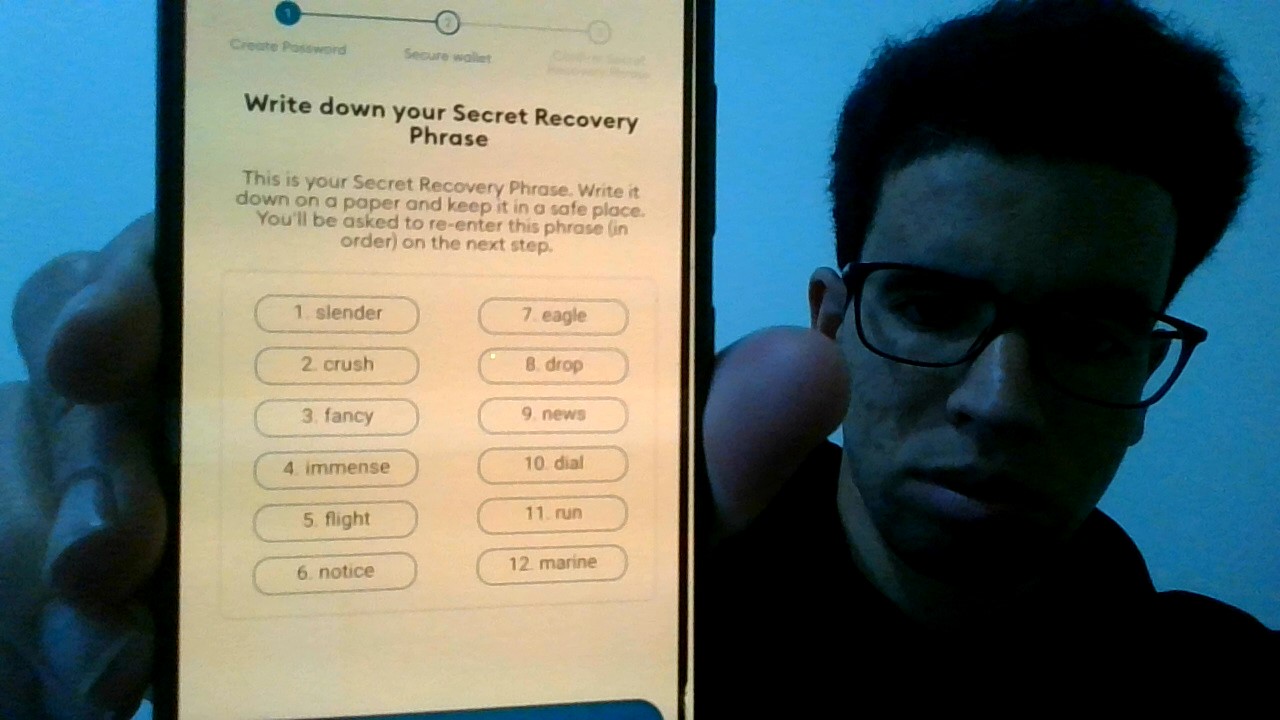 1
2
Create Password
Secure wallet
Write down your Secret Recovery
Phrase
This is your Secret Recovery Phrase. Write it
down on a paper and keep it in a safe place.
You'll be asked to re-enter this phrase (in
order) on the next step.
1. slender
2. crush
3. fancy
4. immense
5. flight
6. notice
7. eagle
8. drop
9. news
10. dial
11. run
12. marine